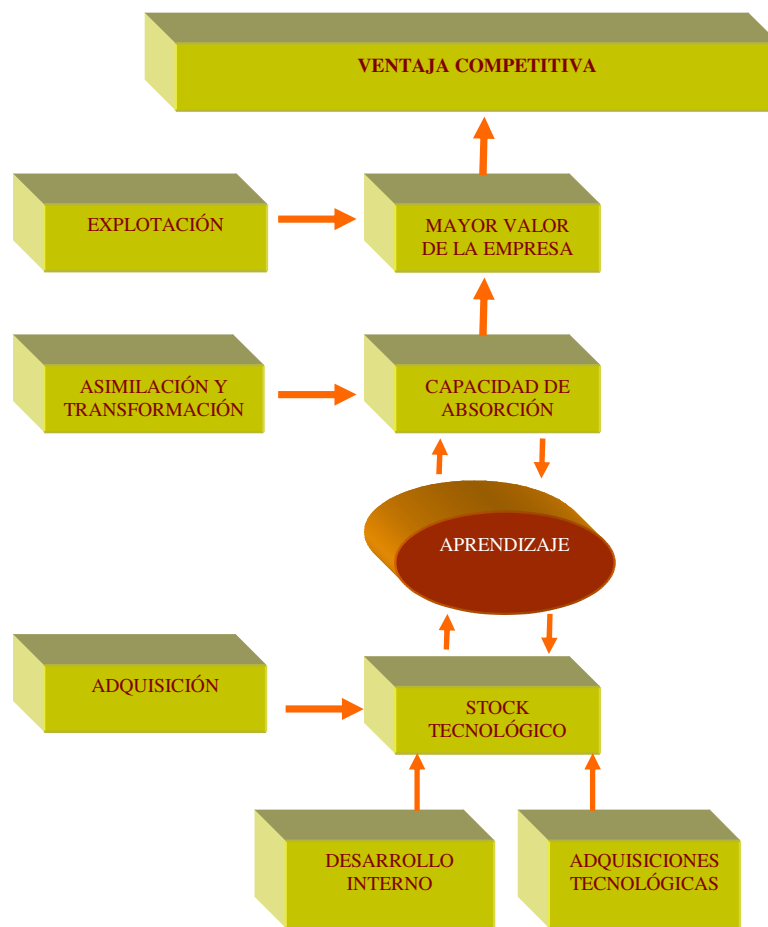 VENTAJA COMPETITIVA
EXPLOTACIÓN
MAYOR VALOR
DE LA EMPRESA
ASIMILACIÓN Y
TRANSFORMACIÓN
CAPACIDAD DE
ABSORCIÓN
APRENDIZAJE
ADQUISICIÓN
STOCK
TECNOLÓGICO
DESARROLLO
INTERNO
ADQUISICIONES
TECNOLÓGICAS